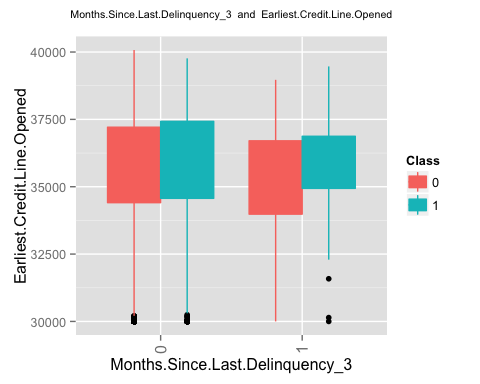 Months.Since.Last.Delinquency_3 and Earliest.Credit.Line.Opened
40000
37500
35000
32500
30000
Earliest.Credit.Line.Opened
0
1
Months.Since.Last.Delinquency_3
Class
0
1